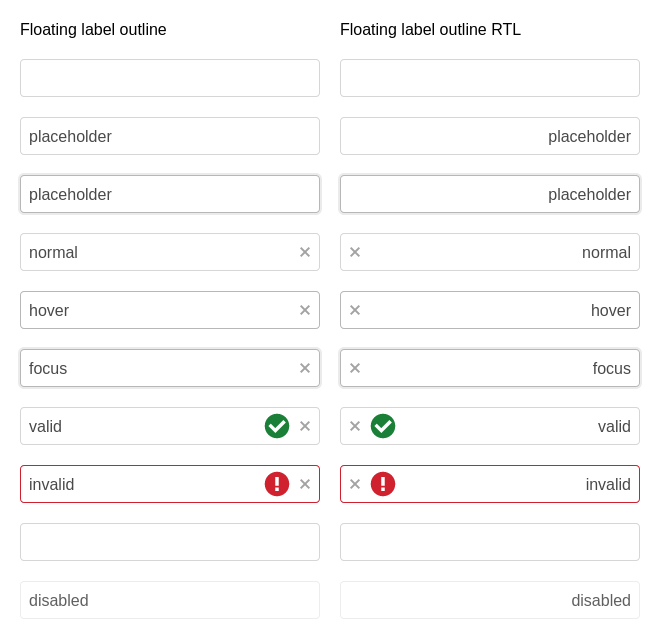 Floating label outline
Floating label outline RTL
placeholder
placeholder
placeholder
placeholder
normal
normal
hover
hover
focus
focus
valid
valid
invalid
invalid
disabled
disabled